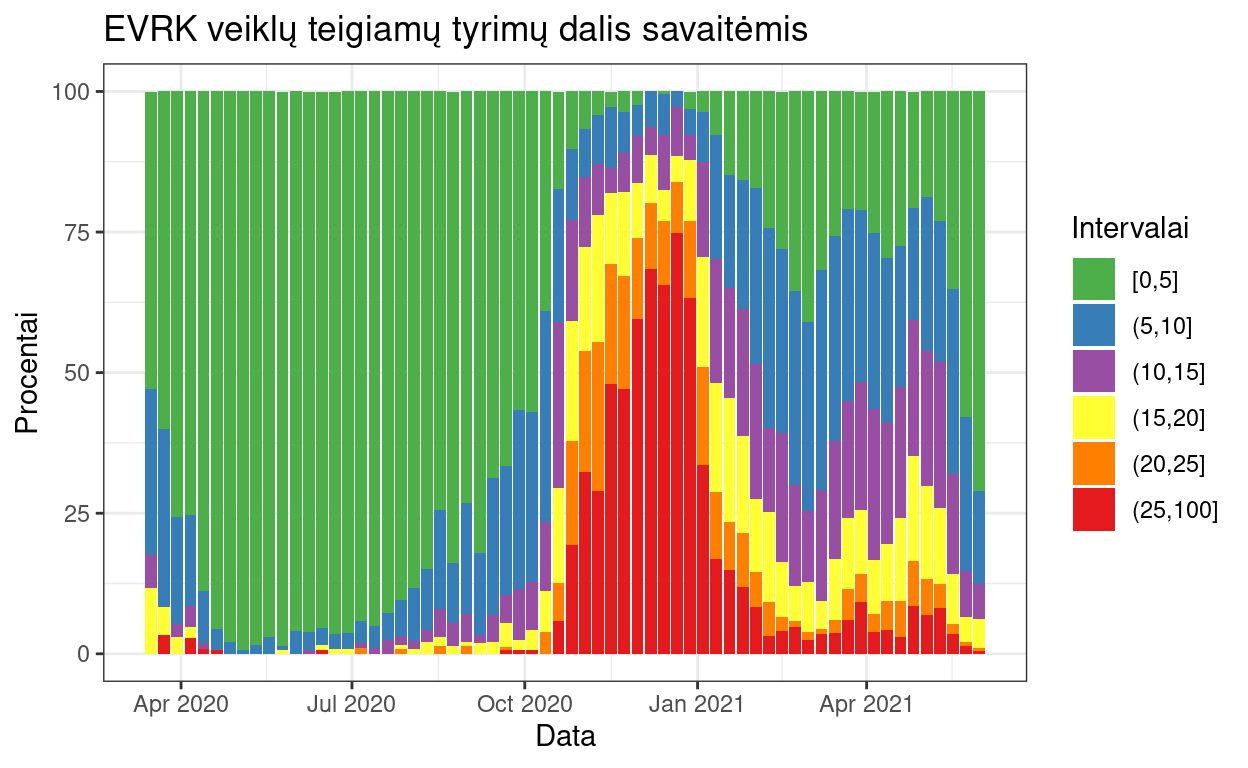 EVRK veiklų teigiamų tyrimų dalis savaitėmis
Procentai
100
75
50
25
0
Apr 2020
Jul 2020
Oct 2020
Jan 2021
Apr 2021
Data
Intervalai
[0,5]
(5,10]
(10,15]
(15,20]
(20,25]
(25,100]